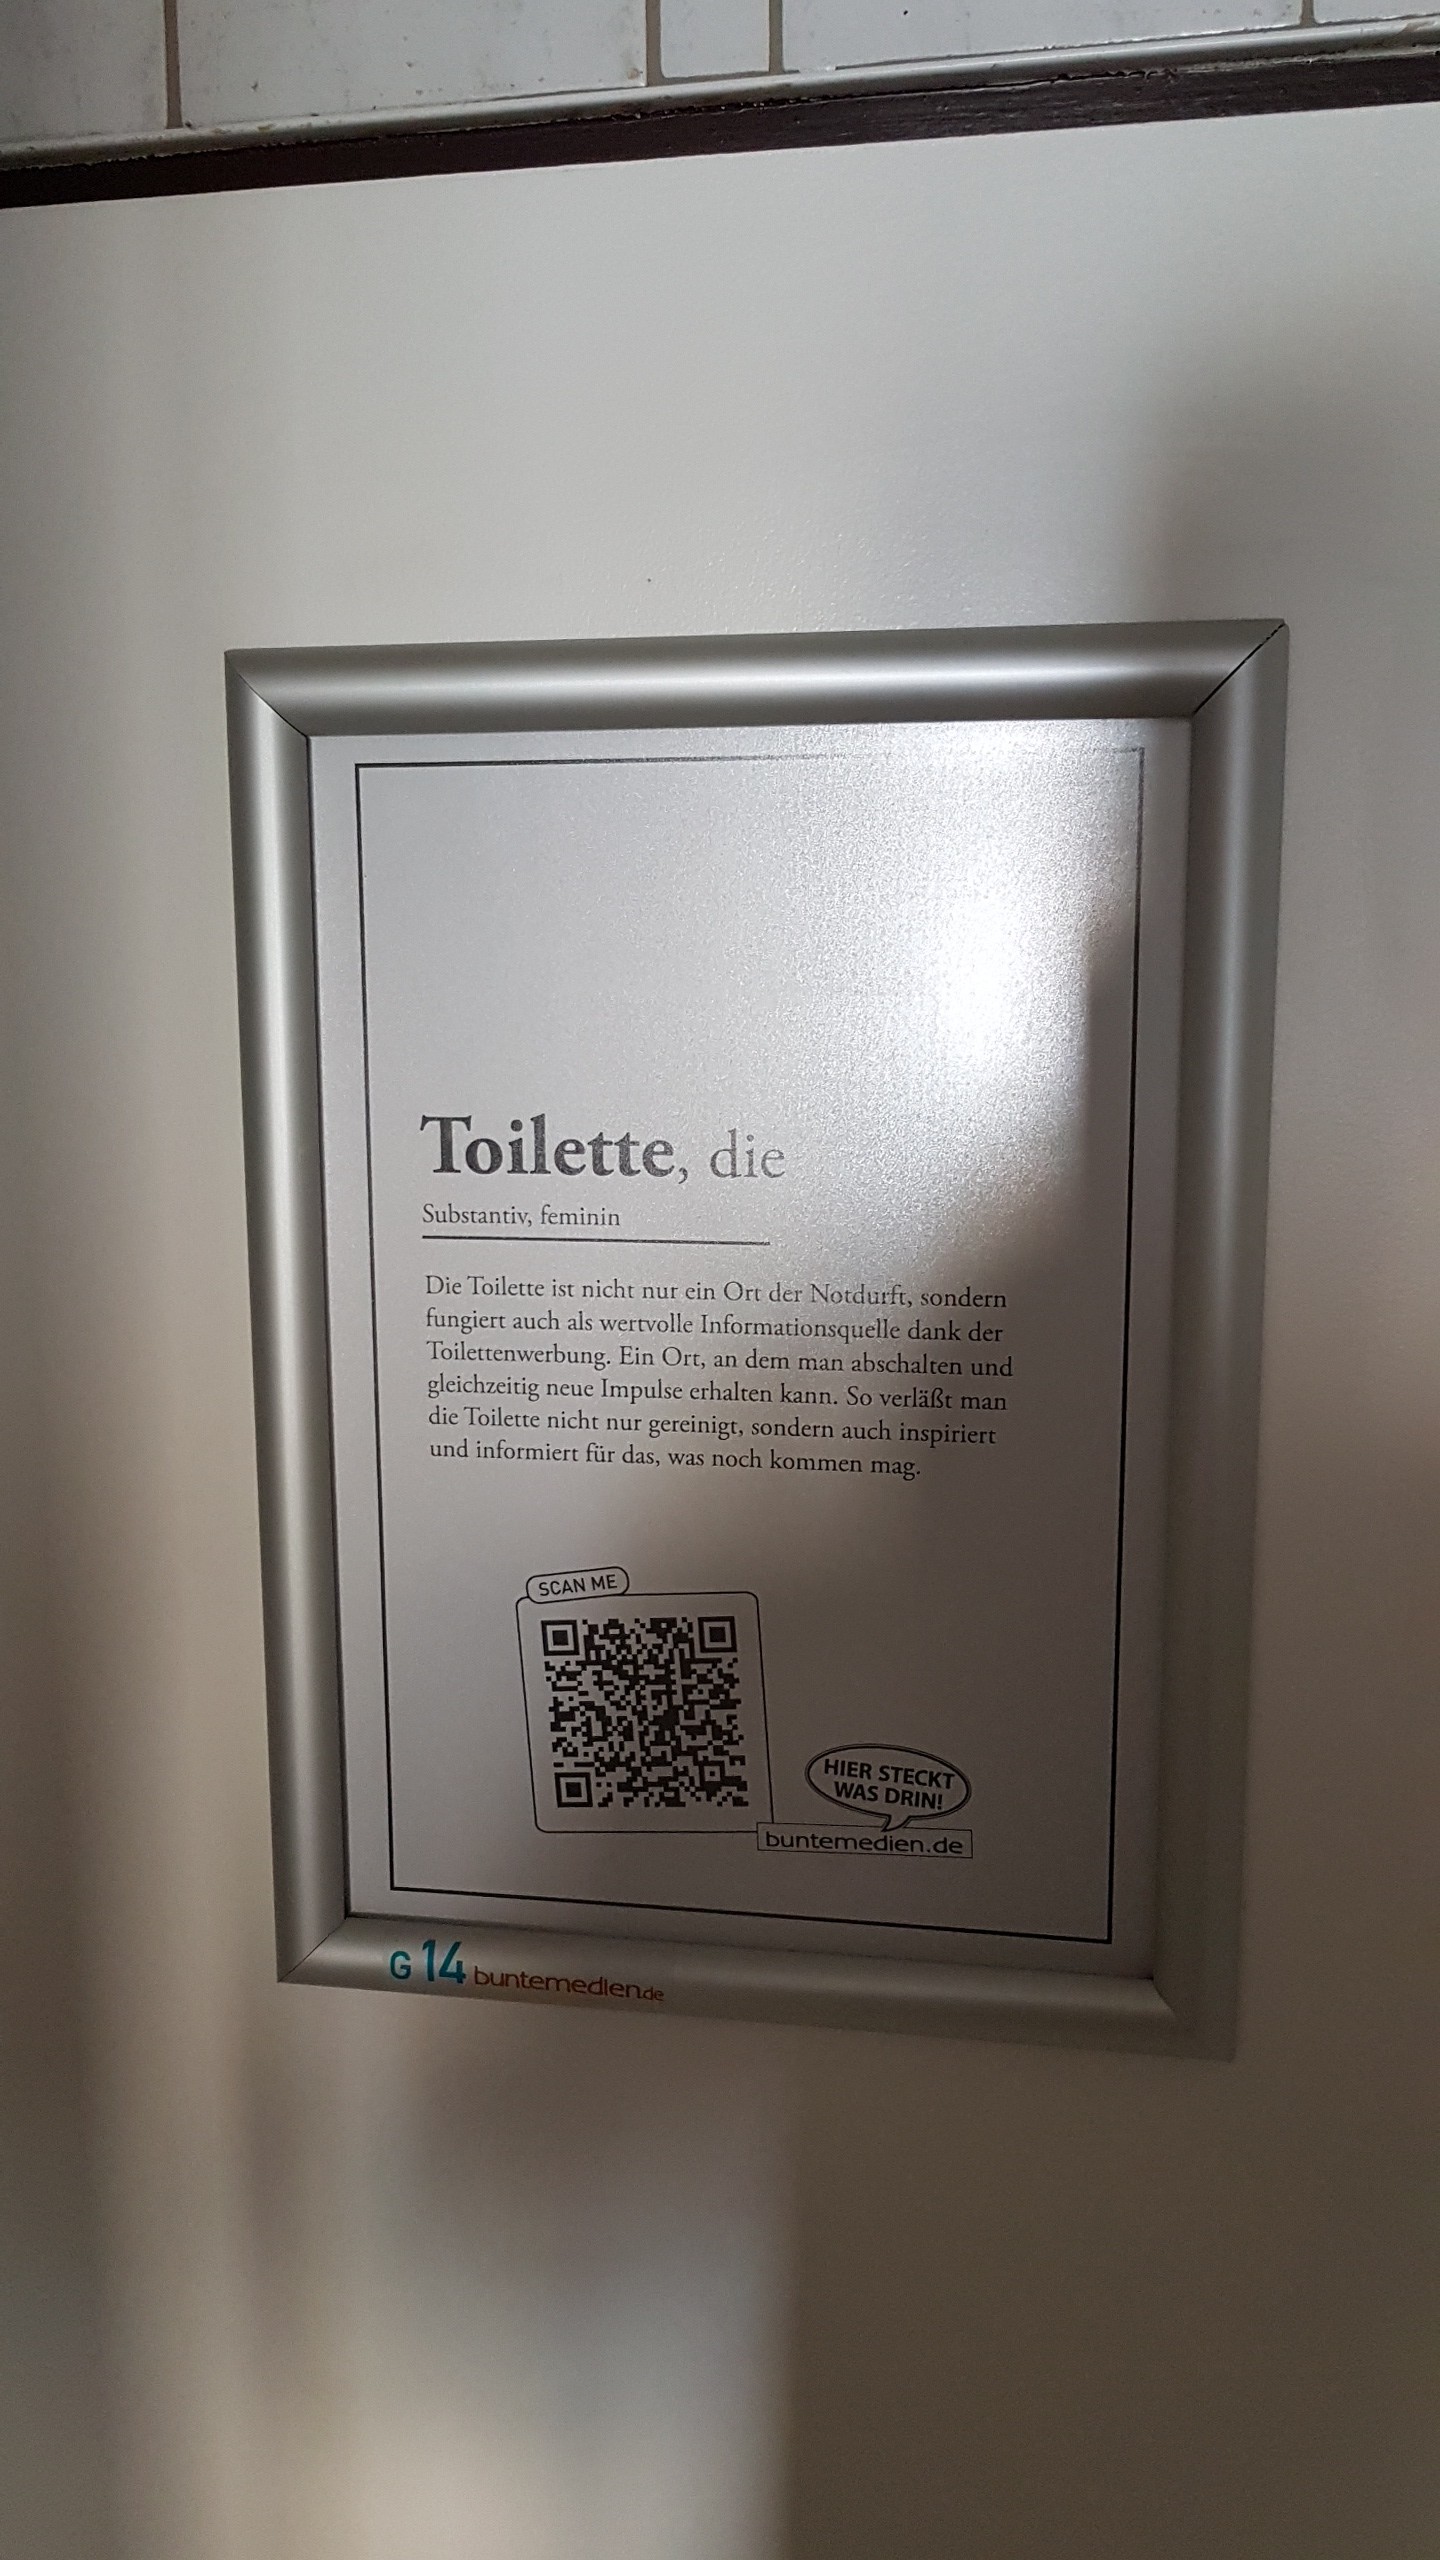 Toilette, die
Substantiv, feminin
Die Toilette ist nicht nur ein Ort der Notdurft, sondern
fungiert auch als wertvolle Informationsquelle dank der
Toilettenwerbung. Ein Ort, an dem man abschalten und
gleichzeitig neue Impulse erhalten kann. So verläßt man
die Toilette nicht nur gereinigt, sondern auch inspiriert
und informiert für das, was noch kommen mag.
SCAN ME
HIER STECKT
WAS DRIN!
buntemedien.de
G 14 buntemedien.de